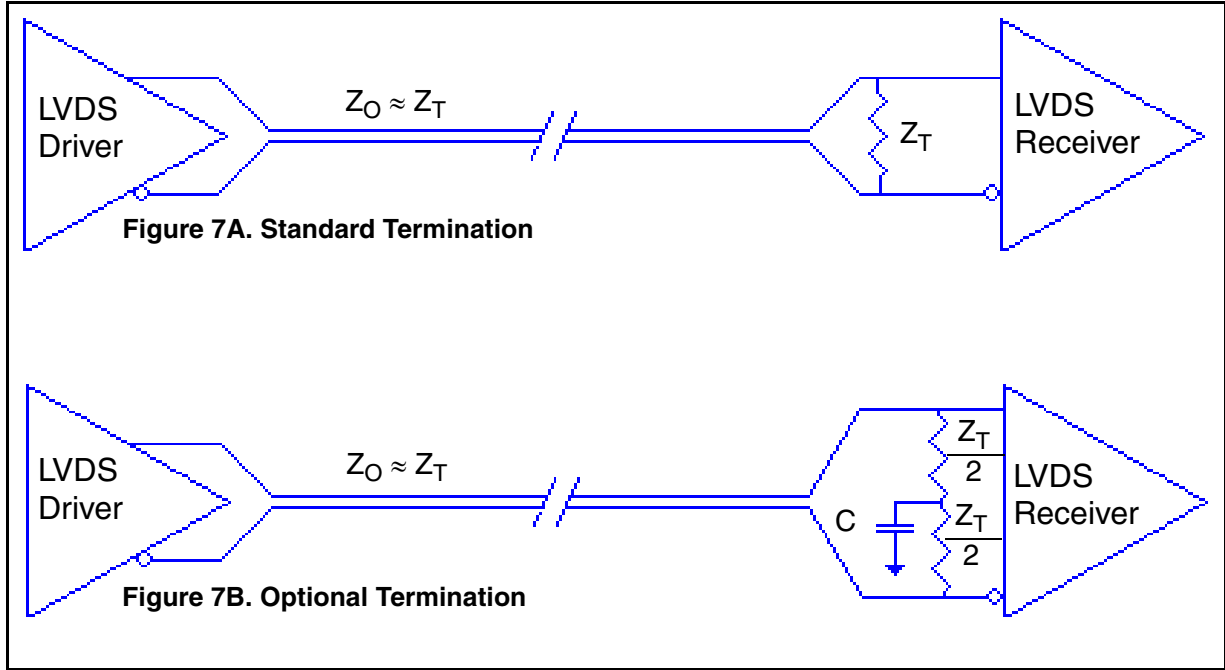 LVDS
Driver
Z_O ≈ Z_T
Z_T
LVDS
Receiver
Figure 7A. Standard Termination
LVDS
Driver
Z_O ≈ Z_T
C
Z_T
2
Z_T
2
LVDS
Receiver
Figure 7B. Optional Termination